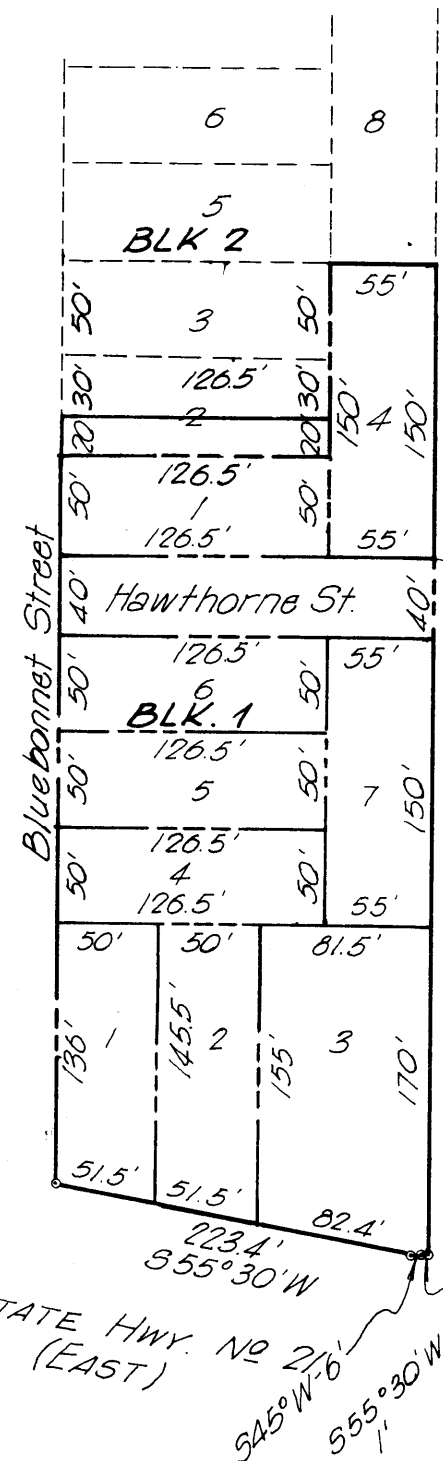 6 8
5
BLK 2
55'
50' 3 50'
126.5'
30' 30'
150' 4 150'
2
20' 20'
126.5'
50' 1 50'
126.5' 55'
Bluebonnet Street
40' Hawthorne St. 40'
126.5' 55'
50' 6 50'
BLK. 1
126.5'
50' 5 50' 7 150'
126.5'
50' 4 50'
126.5' 55'
50' 50' 81.5'
136' 1 145.5' 2 155' 3 170'
51.5' 51.5' 82.4'
223.4'
S55°30'W
TATE HWY. No 21
(EAST)
S45°W-6'
S55°30'W
1'